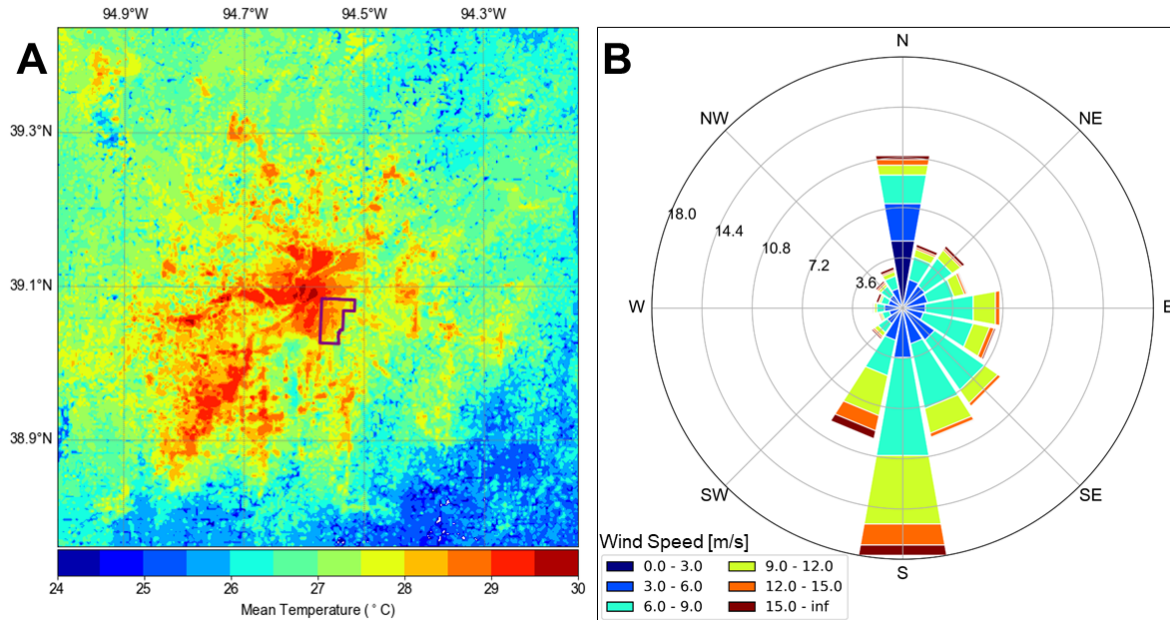 94.9°W 94.7°W 94.5°W 94.3°W
A
39.3°N
39.1°N
38.9°N
24 25 26 27 28 29 30
Mean Temperature (°C)
B
N
NW NE
18.0
14.4
10.8
7.2
3.6
W E
SW SE
S
Wind Speed [m/s]
0.0 - 3.0 9.0 - 12.0
3.0 - 6.0 12.0 - 15.0
6.0 - 9.0 15.0 - inf